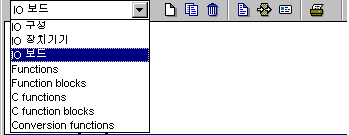 IO 보드
IO 구성
IO 장치기기
IO 보드
Functions
Function blocks
C functions
C function blocks
Conversion functions